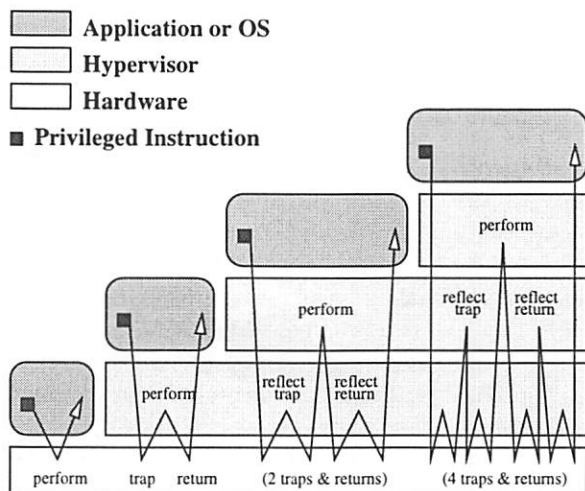 Application or OS
Hypervisor
Hardware
Privileged Instruction
perform
reflect reflect
trap return
perform
perform
reflect reflect
trap return
perform trap return (2 traps & returns) (4 traps & returns)